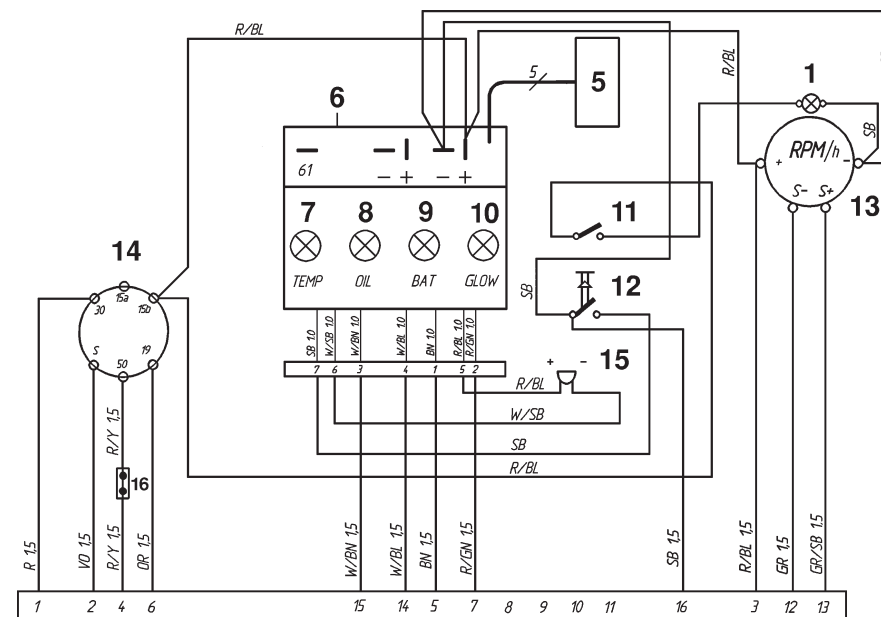 R/BL
5
5
R/BL
1
SB
6
RPM/h
+
-
S-
S+
13
61
-
+
-
+
7
8
9
10
TEMP
OIL
BAT
GLOW
11
12
SB
14
30
15a
15b
S
50
19
SB 1.0
W/SB 1.0
W/BN 1.0
W/BL 1.0
BN 1.0
R/BL 1.0
R/GN 1.0
7
6
3
4
1
5
2
+
-
15
R/BL
W/SB
SB
R/BL
R/Y 1,5
16
R 1,5
VO 1,5
R/Y 1,5
OR 1,5
W/BN 1,5
W/BL 1,5
BN 1,5
R/GN 1,5
SB 1,5
R/BL 1,5
GR 1,5
GR/SB 1.5
1 2 4 6 15 14 5 7 8 9 10 11 16 3 12 13